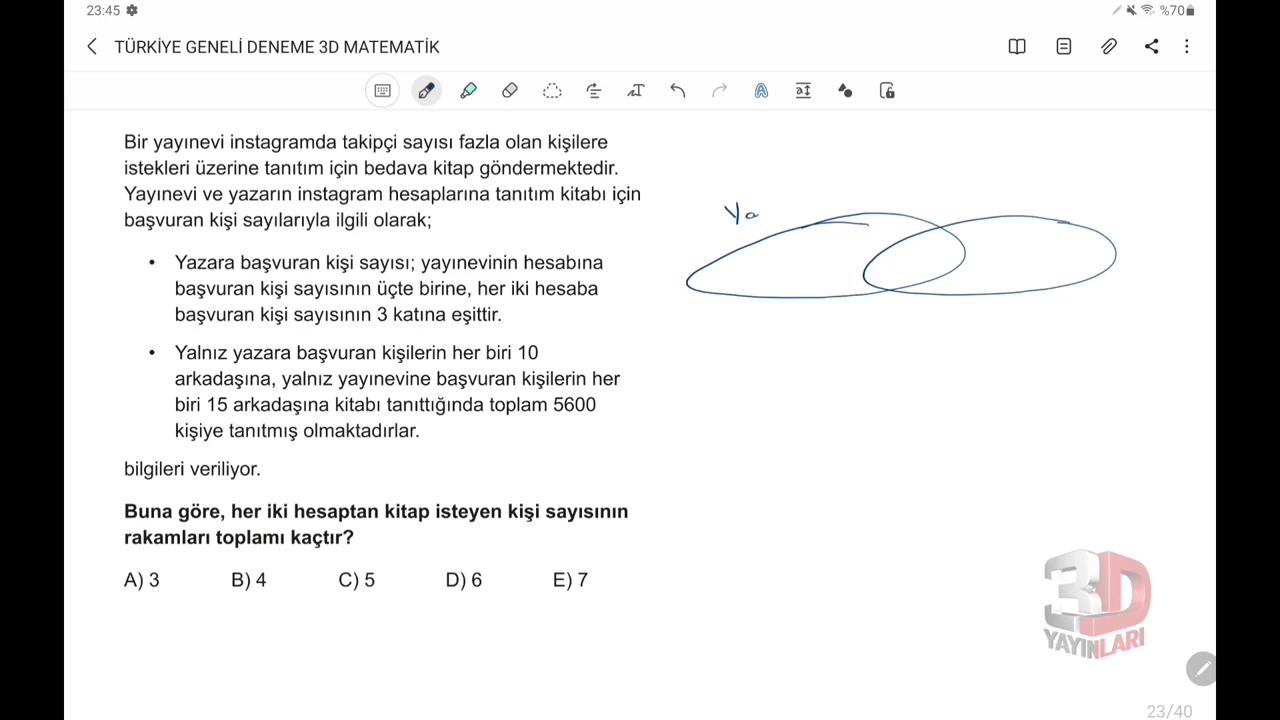 23:45
%70
TÜRKİYE GENELİ DENEME 3D MATEMATİK
Bir yayınevi instagramda takipçi sayısı fazla olan kişilere
istekleri üzerine tanıtım için bedava kitap göndermektedir.
Yayınevi ve yazarın instagram hesaplarına tanıtım kitabı için
başvuran kişi sayılarıyla ilgili olarak;
• Yazara başvuran kişi sayısı; yayınevinin hesabına
başvuran kişi sayısının üçte birine, her iki hesaba
başvuran kişi sayısının 3 katına eşittir.
• Yalnız yazara başvuran kişilerin her biri 10
arkadaşına, yalnız yayınevine başvuran kişilerin her
biri 15 arkadaşına kitabı tanıttığında toplam 5600
kişiye tanıtmış olmaktadırlar.
bilgileri veriliyor.
Buna göre, her iki hesaptan kitap isteyen kişi sayısının
rakamları toplamı kaçtır?
A) 3 B) 4 C) 5 D) 6 E) 7
Ya
3D
YAYINLARI
23/40